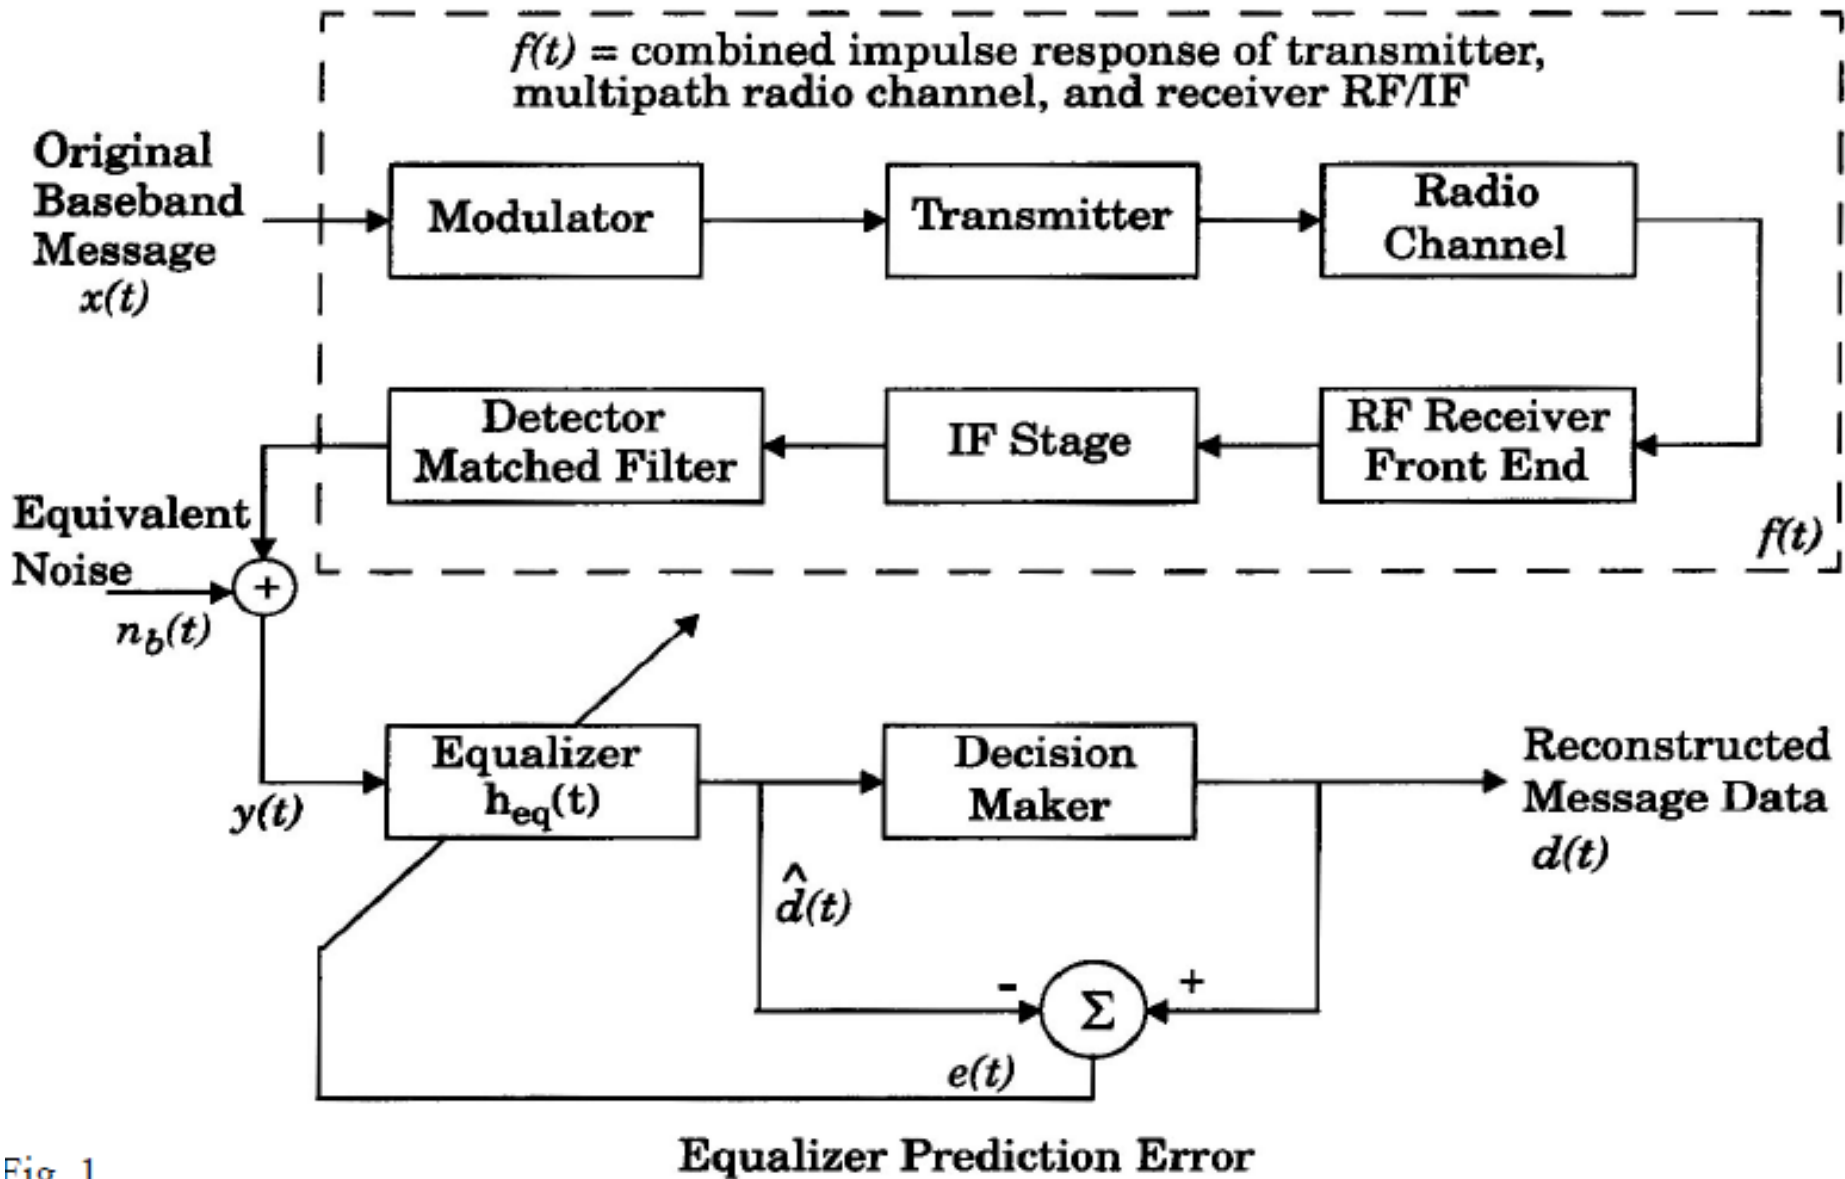 f(t) = combined impulse response of transmitter,
multipath radio channel, and receiver RF/IF
Original
Baseband
Message
x(t)
Modulator
Transmitter
Radio
Channel
Detector
Matched Filter
IF Stage
RF Receiver
Front End
f(t)
Equivalent
Noise
+
n_b(t)
y(t)
Equalizer
h_eq(t)
Decision
Maker
Reconstructed
Message Data
d(t)
d̂(t)
-
Σ
+
e(t)
Equalizer Prediction Error
Fig. 1